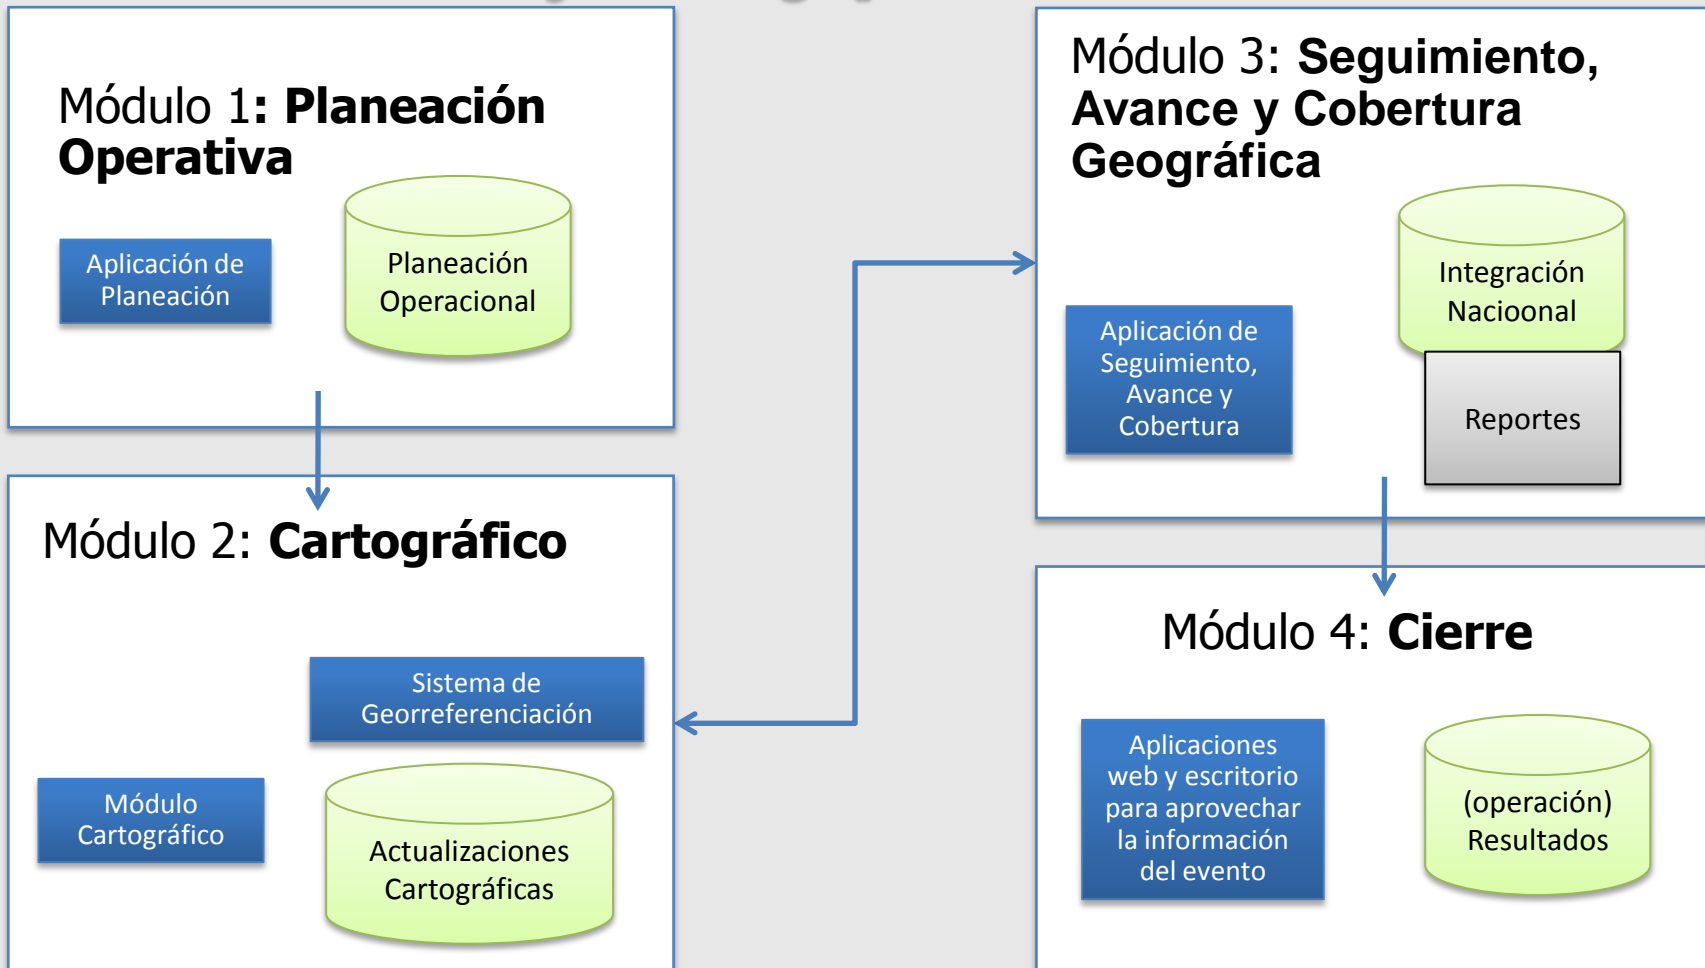 Módulo 1: Planeación
Operativa
Aplicación de
Planeación
Planeación
Operacional
Módulo 2: Cartográfico
Sistema de
Georreferenciación
Módulo
Cartográfico
Actualizaciones
Cartográficas
Módulo 3: Seguimiento,
Avance y Cobertura
Geográfica
Aplicación de
Seguimiento,
Avance y
Cobertura
Integración
Nacioonal
Reportes
Módulo 4: Cierre
Aplicaciones
web y escritorio
para aprovechar
la información
del evento
(operación)
Resultados